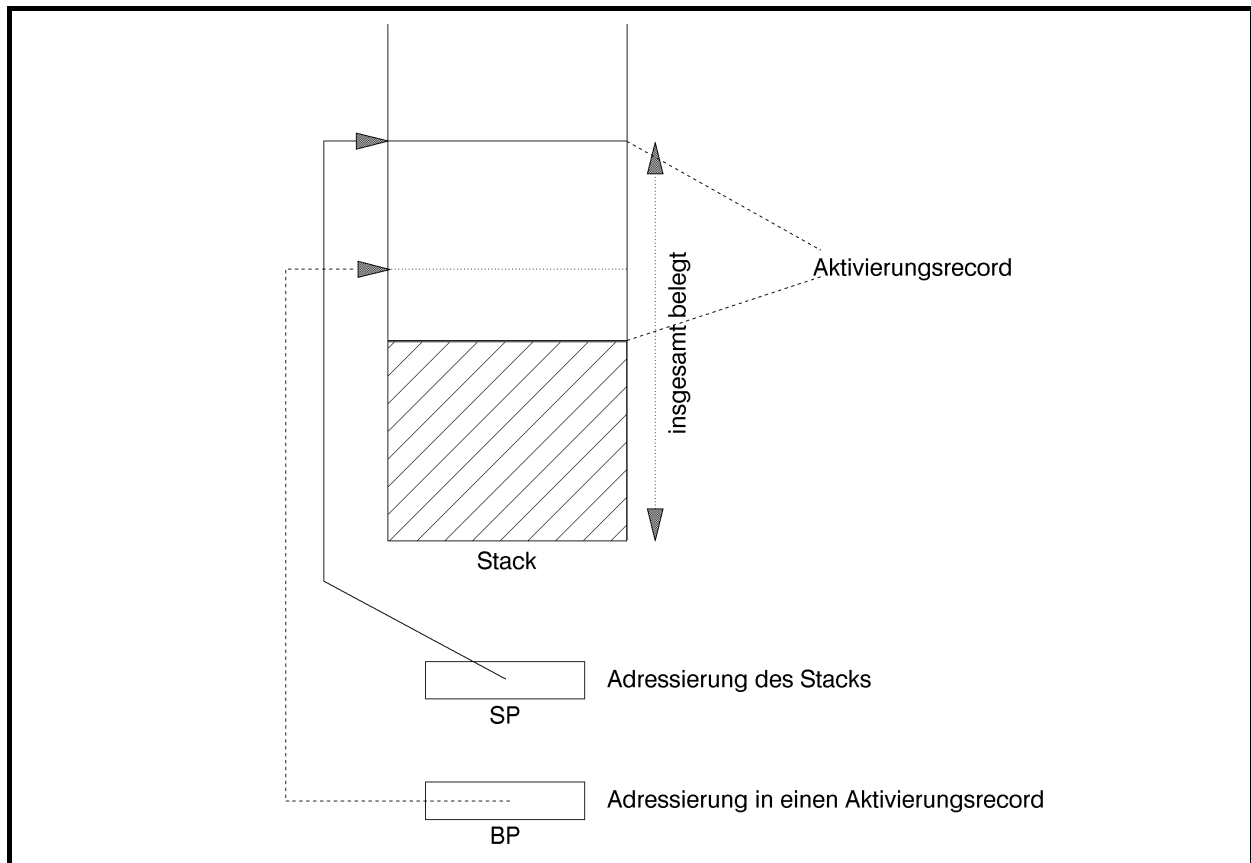 Aktivierungsrecord
insgesamt belegt
Stack
Adressierung des Stacks
SP
Adressierung in einen Aktivierungsrecord
BP